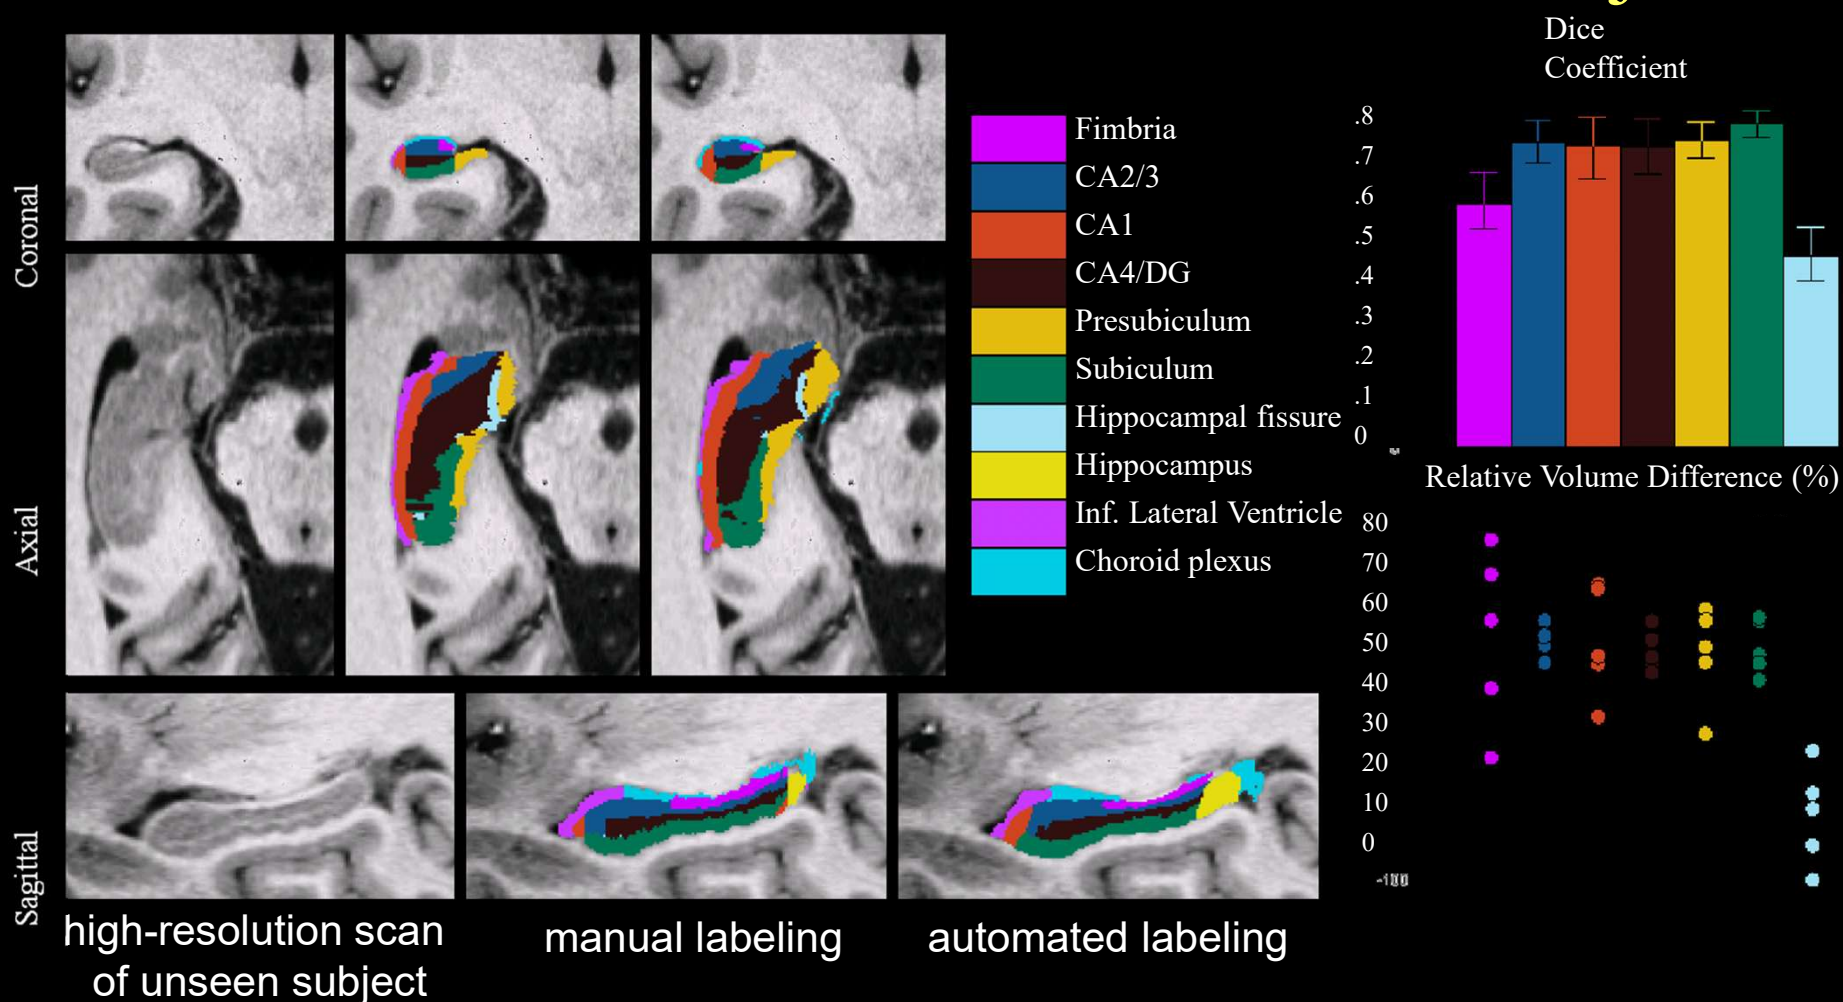 Dice
Coefficient
Coronal
Axial
Sagittal
Fimbria
CA2/3
CA1
CA4/DG
Presubiculum
Subiculum
Hippocampal fissure
Hippocampus
Inf. Lateral Ventricle
Choroid plexus
.8
.7
.6
.5
.4
.3
.2
.1
0
Relative Volume Difference (%)
80
70
60
50
40
30
20
10
0
high-resolution scan
of unseen subject
manual labeling
automated labeling